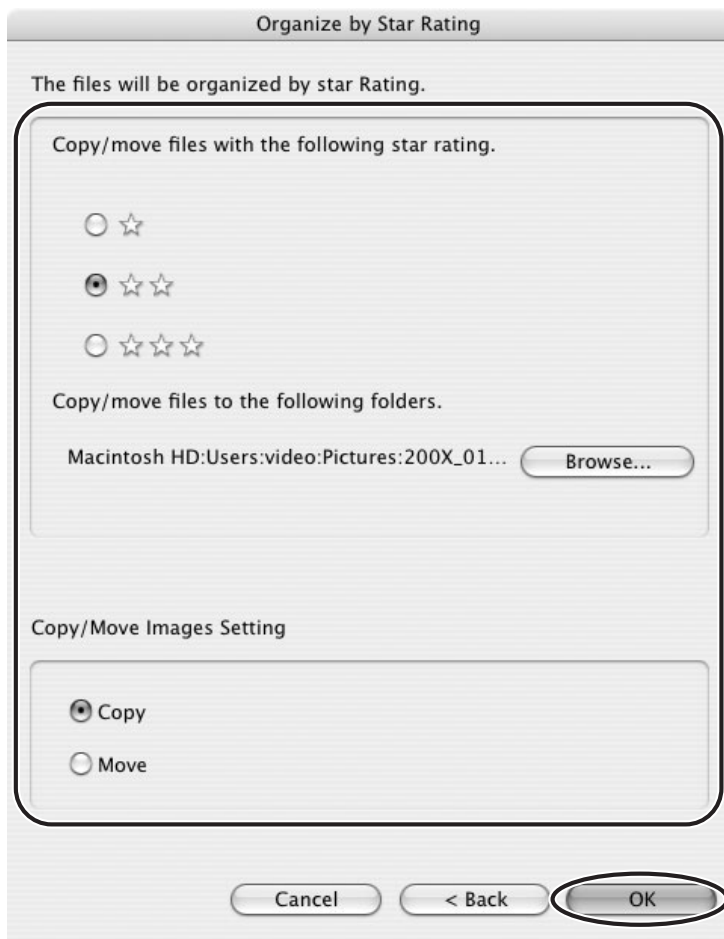 Organize by Star Rating
The files will be organized by star Rating.
Copy/move files with the following star rating.
Copy/move files to the following folders.
Macintosh HD:Users:video:Pictures:200X_01...
Browse...
Copy/Move Images Setting
Copy
Move
Cancel
< Back
OK